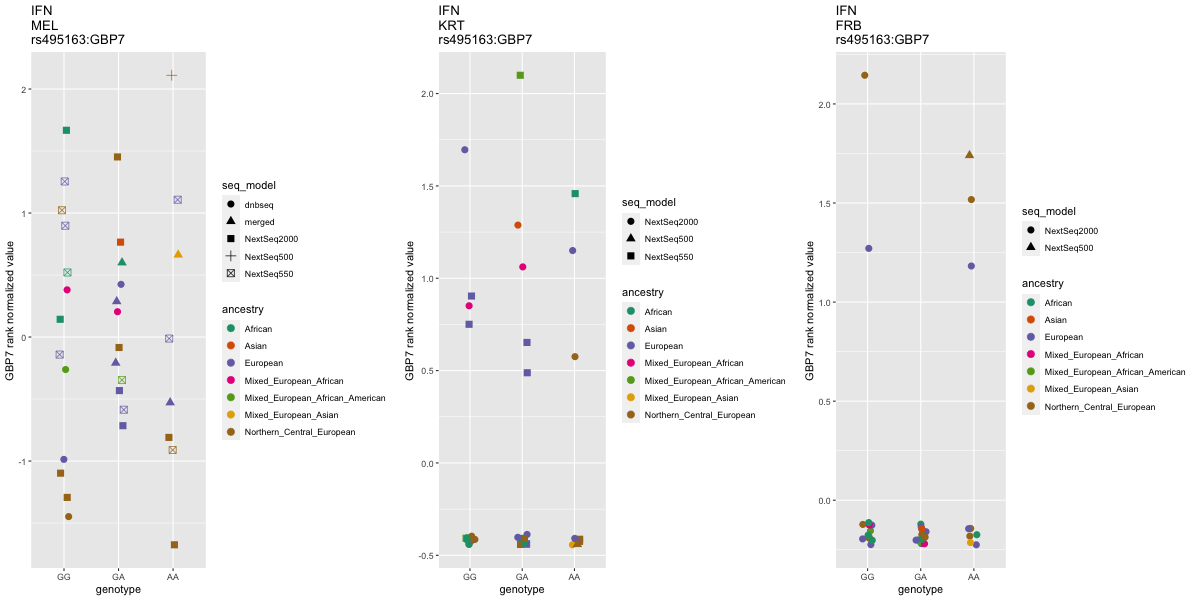 IFN
MEL
rs495163:GBP7
GBP7 rank normalized value
2
1
0
-1
GG
GA
AA
genotype
seq_model
dnbseq
merged
NextSeq2000
NextSeq500
NextSeq550
ancestry
African
Asian
European
Mixed_European_African
Mixed_European_African_American
Mixed_European_Asian
Northern_Central_European
IFN
KRT
rs495163:GBP7
GBP7 rank normalized value
2.0
1.5
1.0
0.5
0.0
-0.5
GG
GA
AA
genotype
seq_model
NextSeq2000
NextSeq500
NextSeq550
ancestry
African
Asian
European
Mixed_European_African
Mixed_European_African_American
Mixed_European_Asian
Northern_Central_European
IFN
FRB
rs495163:GBP7
GBP7 rank normalized value
2.0
1.5
1.0
0.5
0.0
GG
GA
AA
genotype
seq_model
NextSeq2000
NextSeq500
ancestry
African
Asian
European
Mixed_European_African
Mixed_European_African_American
Mixed_European_Asian
Northern_Central_European